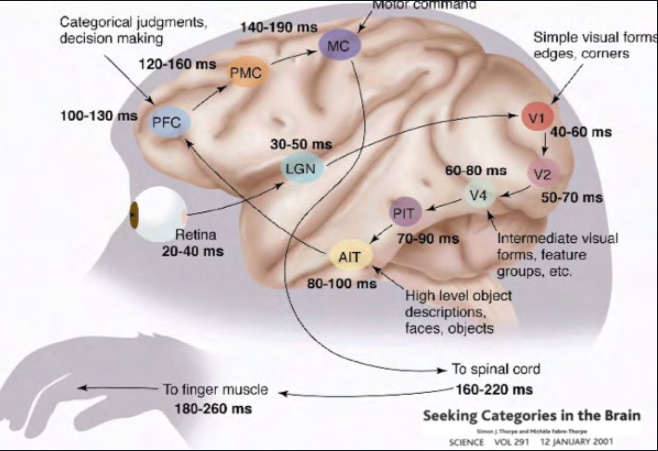 Motor command
Categorical judgments,
decision making
140-190 ms
MC
Simple visual forms
edges, corners
120-160 ms
PMC
100-130 ms
PFC
V1
40-60 ms
30-50 ms
LGN
60-80 ms
V2
V4
50-70 ms
PIT
Retina
20-40 ms
70-90 ms
Intermediate visual
forms, feature
groups, etc.
AIT
80-100 ms
High level object
descriptions,
faces, objects
To spinal cord
160-220 ms
To finger muscle
180-260 ms
Seeking Categories in the Brain
Simon J. Thorpe and Michèle Fabre-Thorpe
SCIENCE VOL 291 12 JANUARY 2001